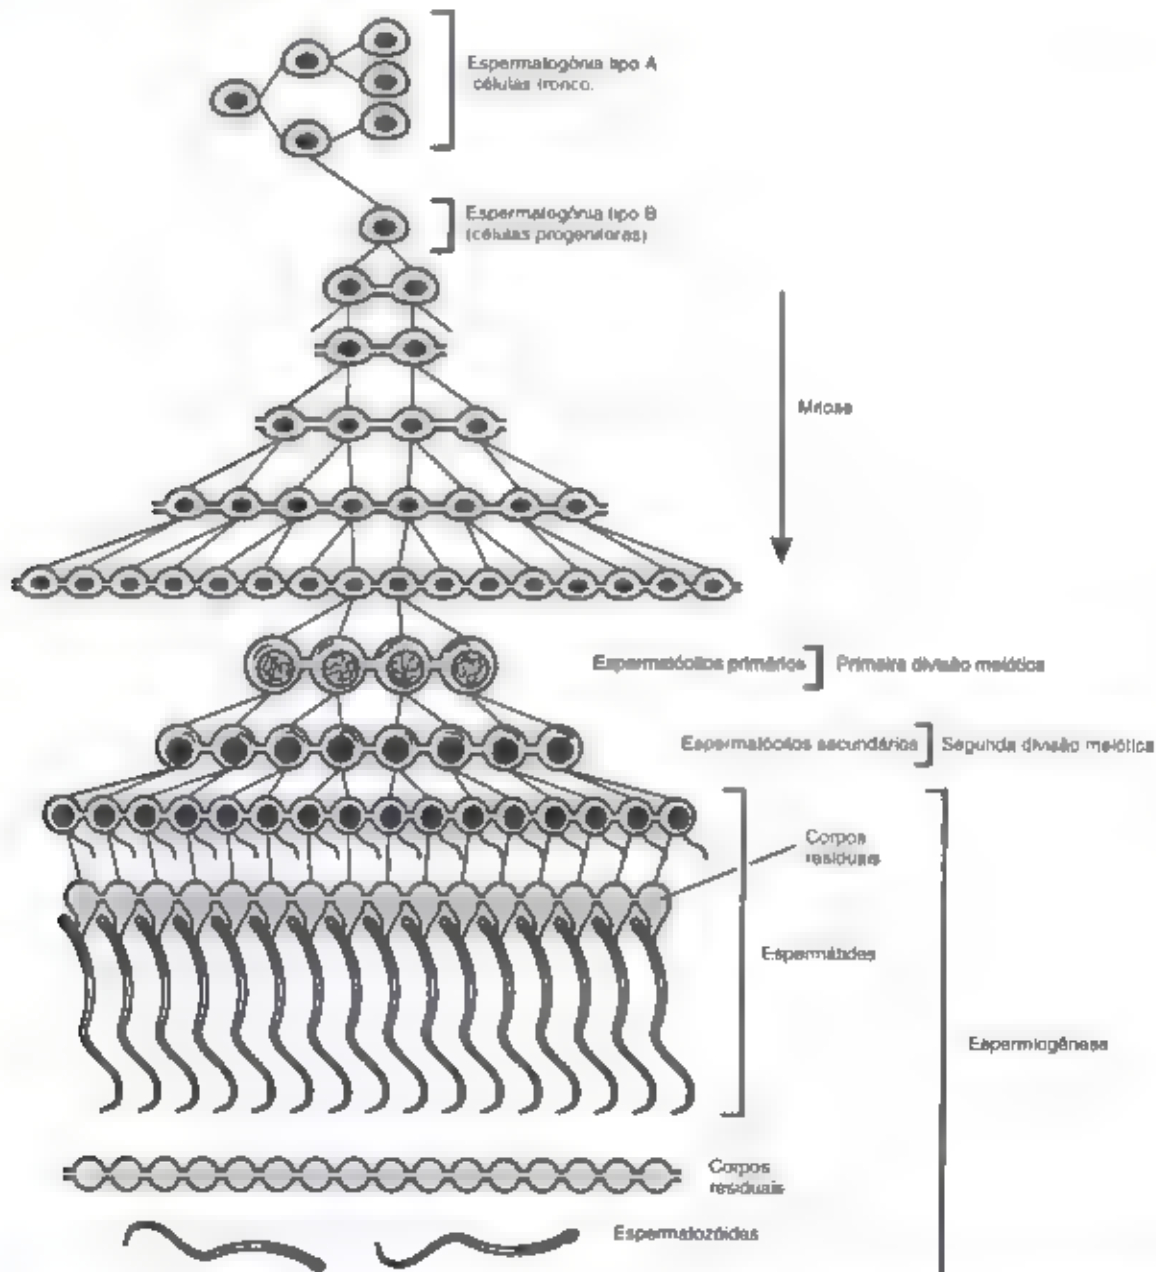 Espermatogônia tipo A
células tronco.
Espermatogônia tipo B
(células progenitoras)
Mitose
Espermatócitos primários
Primeira divisão meiótica
Espermatócitos secundários
Segunda divisão meiótica
Corpos
residuais
Espermátides
Espermiogênese
Corpos
residuais
Espermatozóides